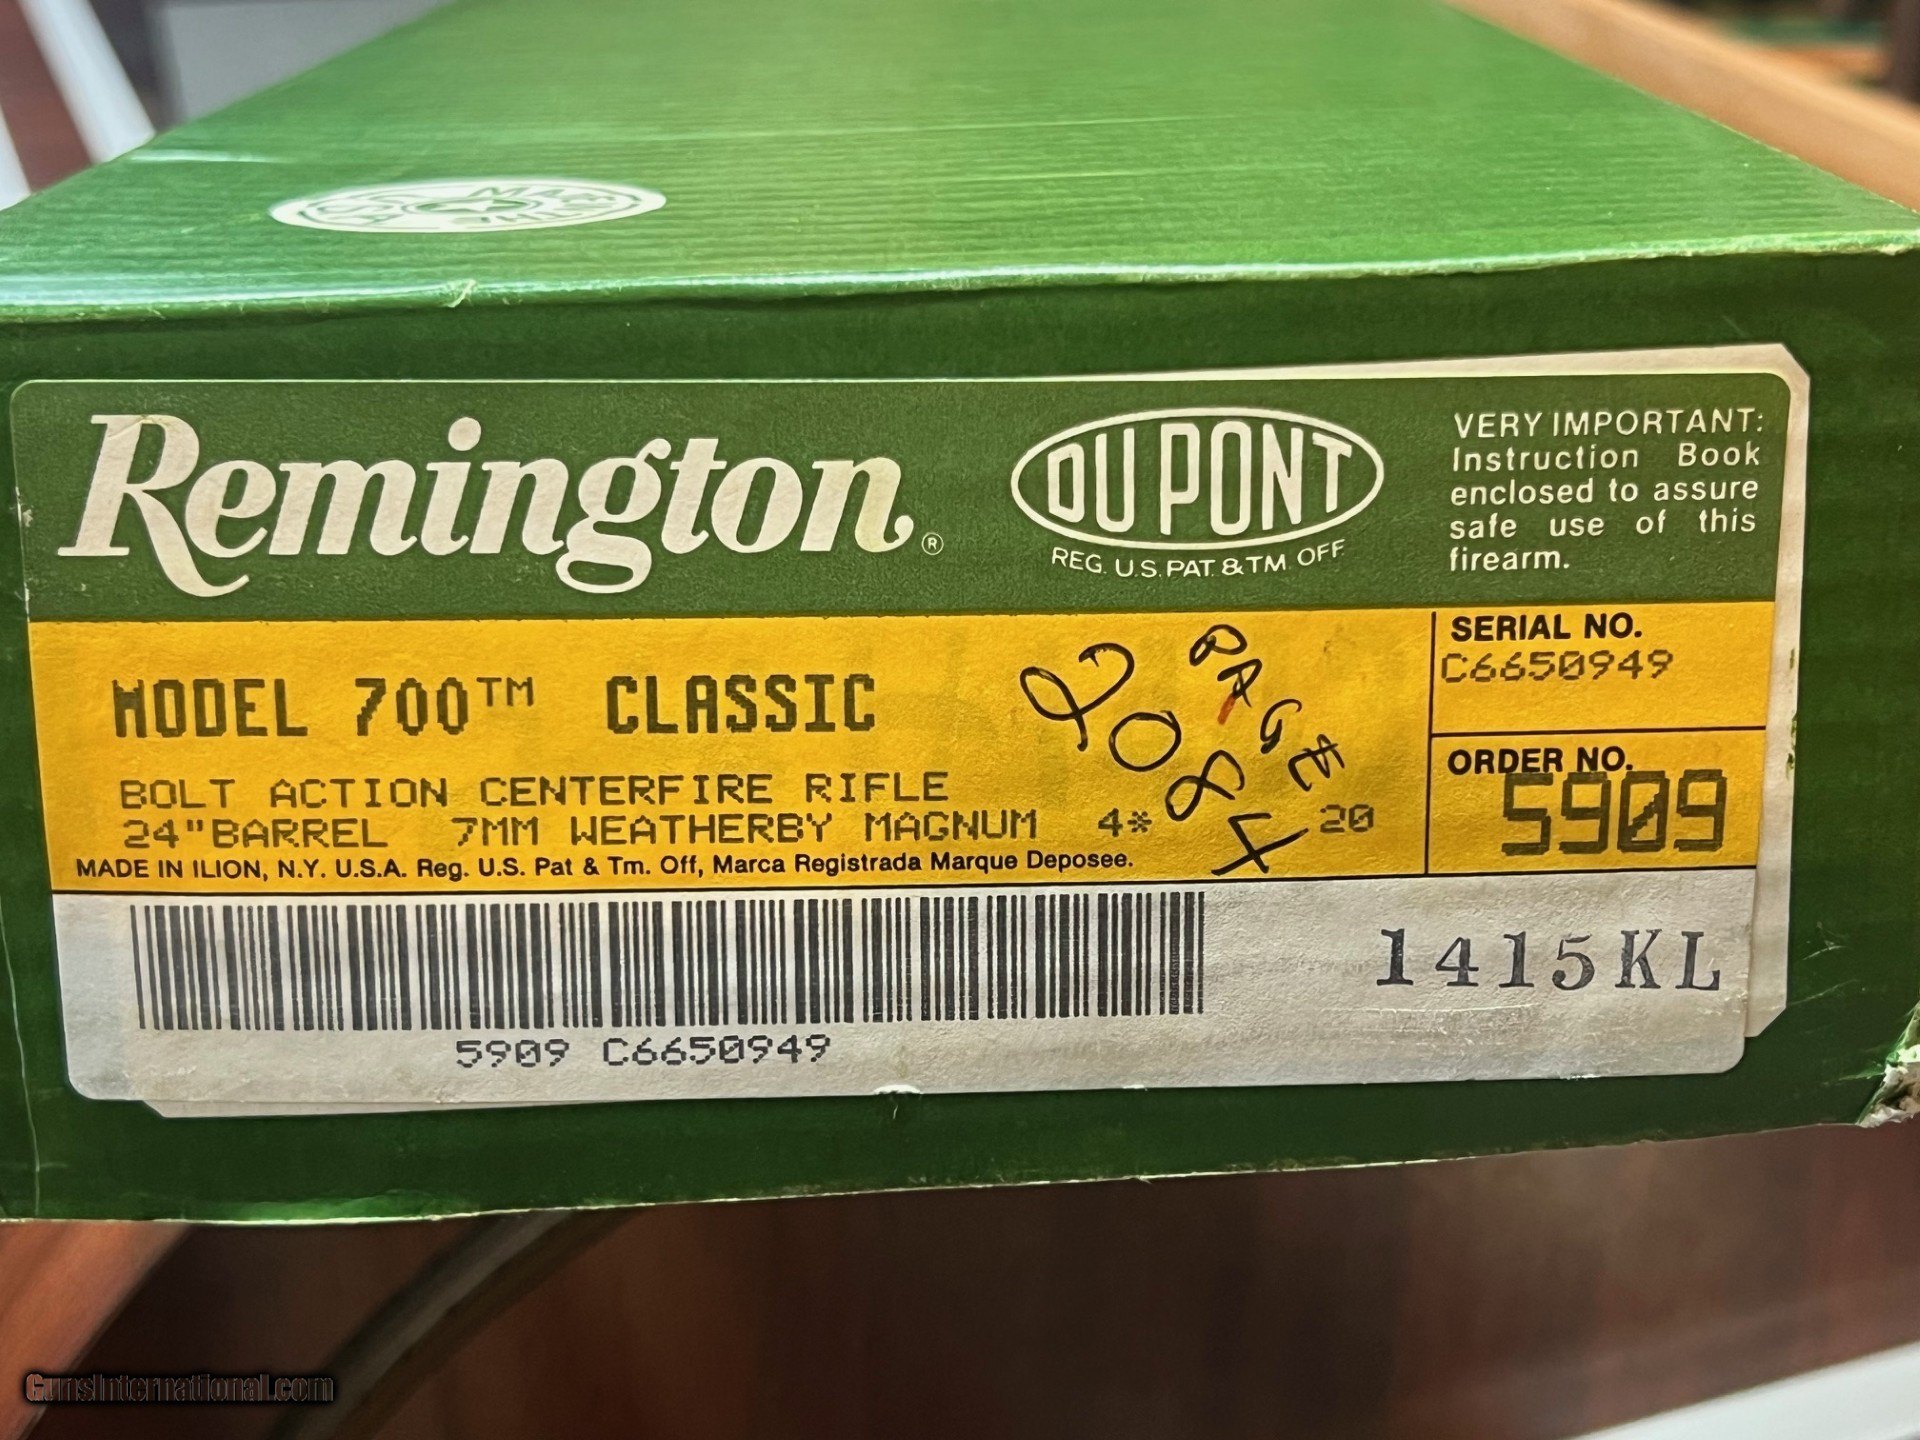 Remington®
DU PONT
REG. U.S. PAT. & TM. OFF.
VERY IMPORTANT:
Instruction Book
enclosed to assure
safe use of this
firearm.
MODEL 700™ CLASSIC
BOLT ACTION CENTERFIRE RIFLE
24" BARREL 7MM WEATHERBY MAGNUM 4* 20
MADE IN ILION, N.Y. U.S.A. Reg. U.S. Pat & Tm. Off, Marca Registrada Marque Deposee.
PAGE
2084
SERIAL NO.
C6650949
ORDER NO.
5909
1415KL
5909 C6650949
GunsInternational.com